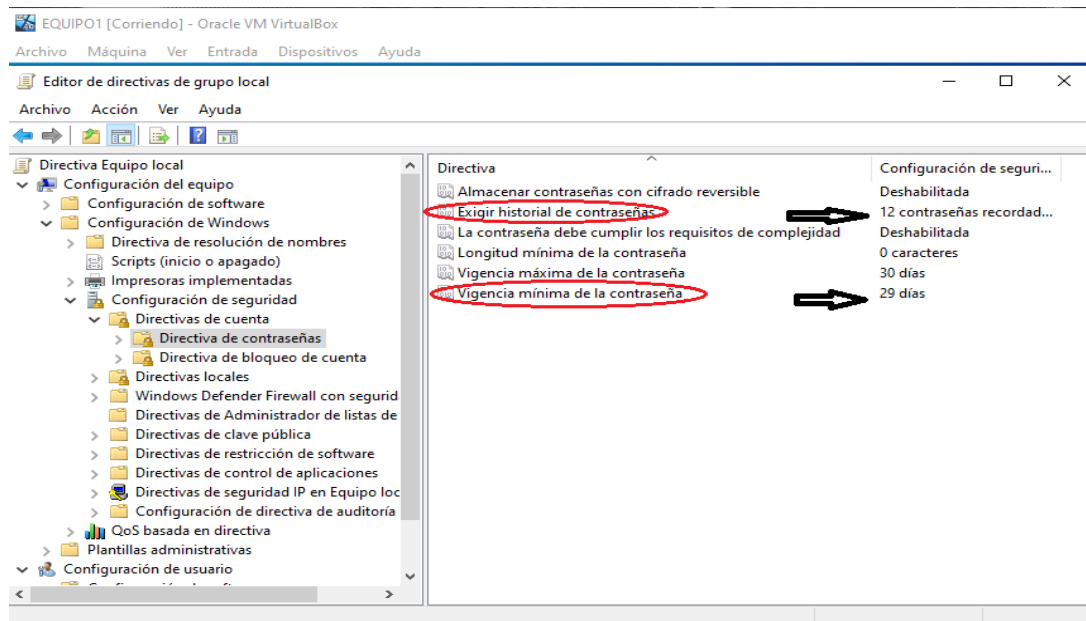 EQUIPO1 [Corriendo] - Oracle VM VirtualBox
Archivo Máquina Ver Entrada Dispositivos Ayuda
Editor de directivas de grupo local
Archivo Acción Ver Ayuda
Directiva Equipo local
Configuración del equipo
Configuración de software
Configuración de Windows
Directiva de resolución de nombres
Scripts (inicio o apagado)
Impresoras implementadas
Configuración de seguridad
Directivas de cuenta
Directiva de contraseñas
Directiva de bloqueo de cuenta
Directivas locales
Windows Defender Firewall con segurid
Directivas de Administrador de listas de
Directivas de clave pública
Directivas de restricción de software
Directivas de control de aplicaciones
Directivas de seguridad IP en Equipo loc
Configuración de directiva de auditoría
QoS basada en directiva
Plantillas administrativas
Configuración de usuario
Directiva Configuración de seguri...
Almacenar contraseñas con cifrado reversible Deshabilitada
Exigir historial de contraseñas 12 contraseñas recordad...
La contraseña debe cumplir los requisitos de complejidad Deshabilitada
Longitud mínima de la contraseña 0 caracteres
Vigencia máxima de la contraseña 30 días
Vigencia mínima de la contraseña 29 días